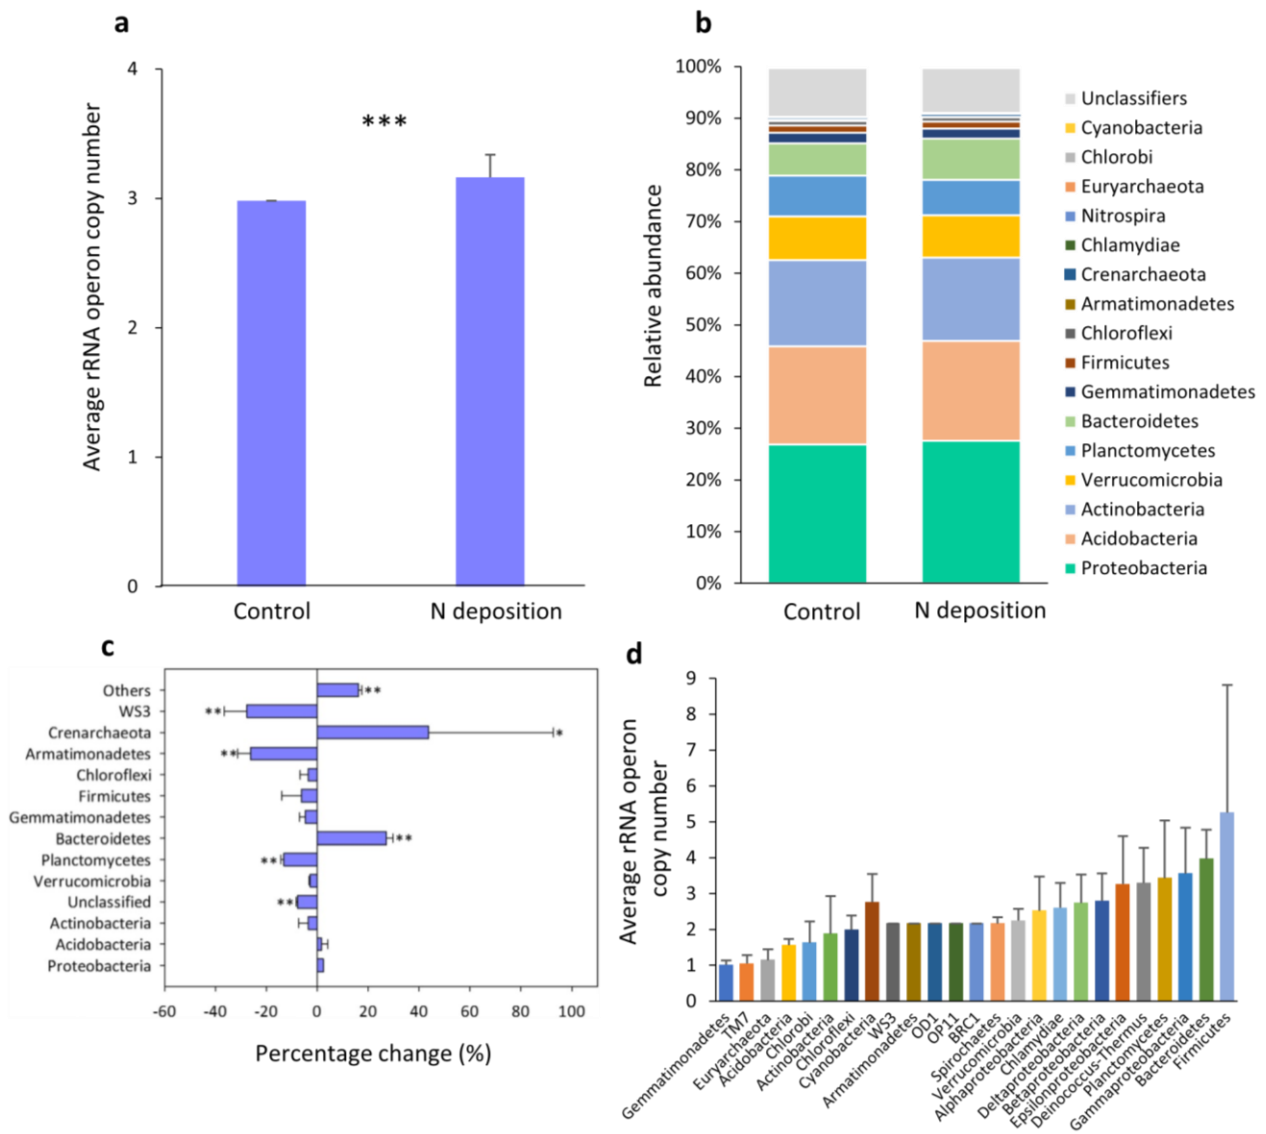 a
Average rRNA operon copy number
4
3
2
1
0
***
Control
N deposition
b
Relative abundance
100%
90%
80%
70%
60%
50%
40%
30%
20%
10%
0%
Control
N deposition
Unclassifiers
Cyanobacteria
Chlorobi
Euryarchaeota
Nitrospira
Chlamydiae
Crenarchaeota
Armatimonadetes
Chloroflexi
Firmicutes
Gemmatimonadetes
Bacteroidetes
Planctomycetes
Verrucomicrobia
Actinobacteria
Acidobacteria
Proteobacteria
c
Others **
WS3 **
Crenarchaeota *
Armatimonadetes **
Chloroflexi
Firmicutes
Gemmatimonadetes
Bacteroidetes **
Planctomycetes **
Verrucomicrobia
Unclassified **
Actinobacteria
Acidobacteria
Proteobacteria
-60 -40 -20 0 20 40 60 80 100
Percentage change (%)
d
Average rRNA operon
copy number
9
8
7
6
5
4
3
2
1
0
Gemmatimonadetes
TM7
Euryarchaeota
Acidobacteria
Chlorobi
Actinobacteria
Chloroflexi
Cyanobacteria
WS3
Armatimonadetes
OD1
OP11
BRC1
Spirochaetes
Verrucomicrobia
Alphaproteobacteria
Chlamydiae
Deltaproteobacteria
Betaproteobacteria
Epsilonproteobacteria
Deinococcus-Thermus
Planctomycetes
Gammaproteobacteria
Bacteroidetes
Firmicutes